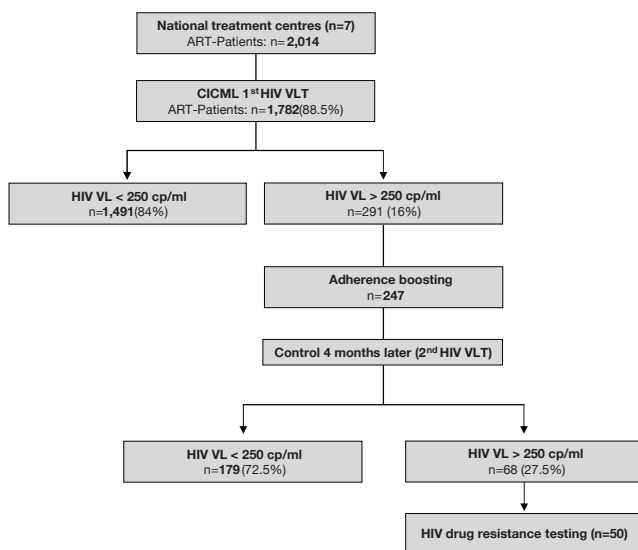 National treatment centres (n=7)
ART-Patients: n= 2,014
CICML 1st HIV VLT
ART-Patients: n=1,782(88.5%)
HIV VL < 250 cp/ml
n=1,491(84%)
HIV VL > 250 cp/ml
n=291 (16%)
Adherence boosting
n=247
Control 4 months later (2nd HIV VLT)
HIV VL < 250 cp/ml
n=179(72.5%)
HIV VL > 250 cp/ml
n=68 (27.5%)
HIV drug resistance testing (n=50)